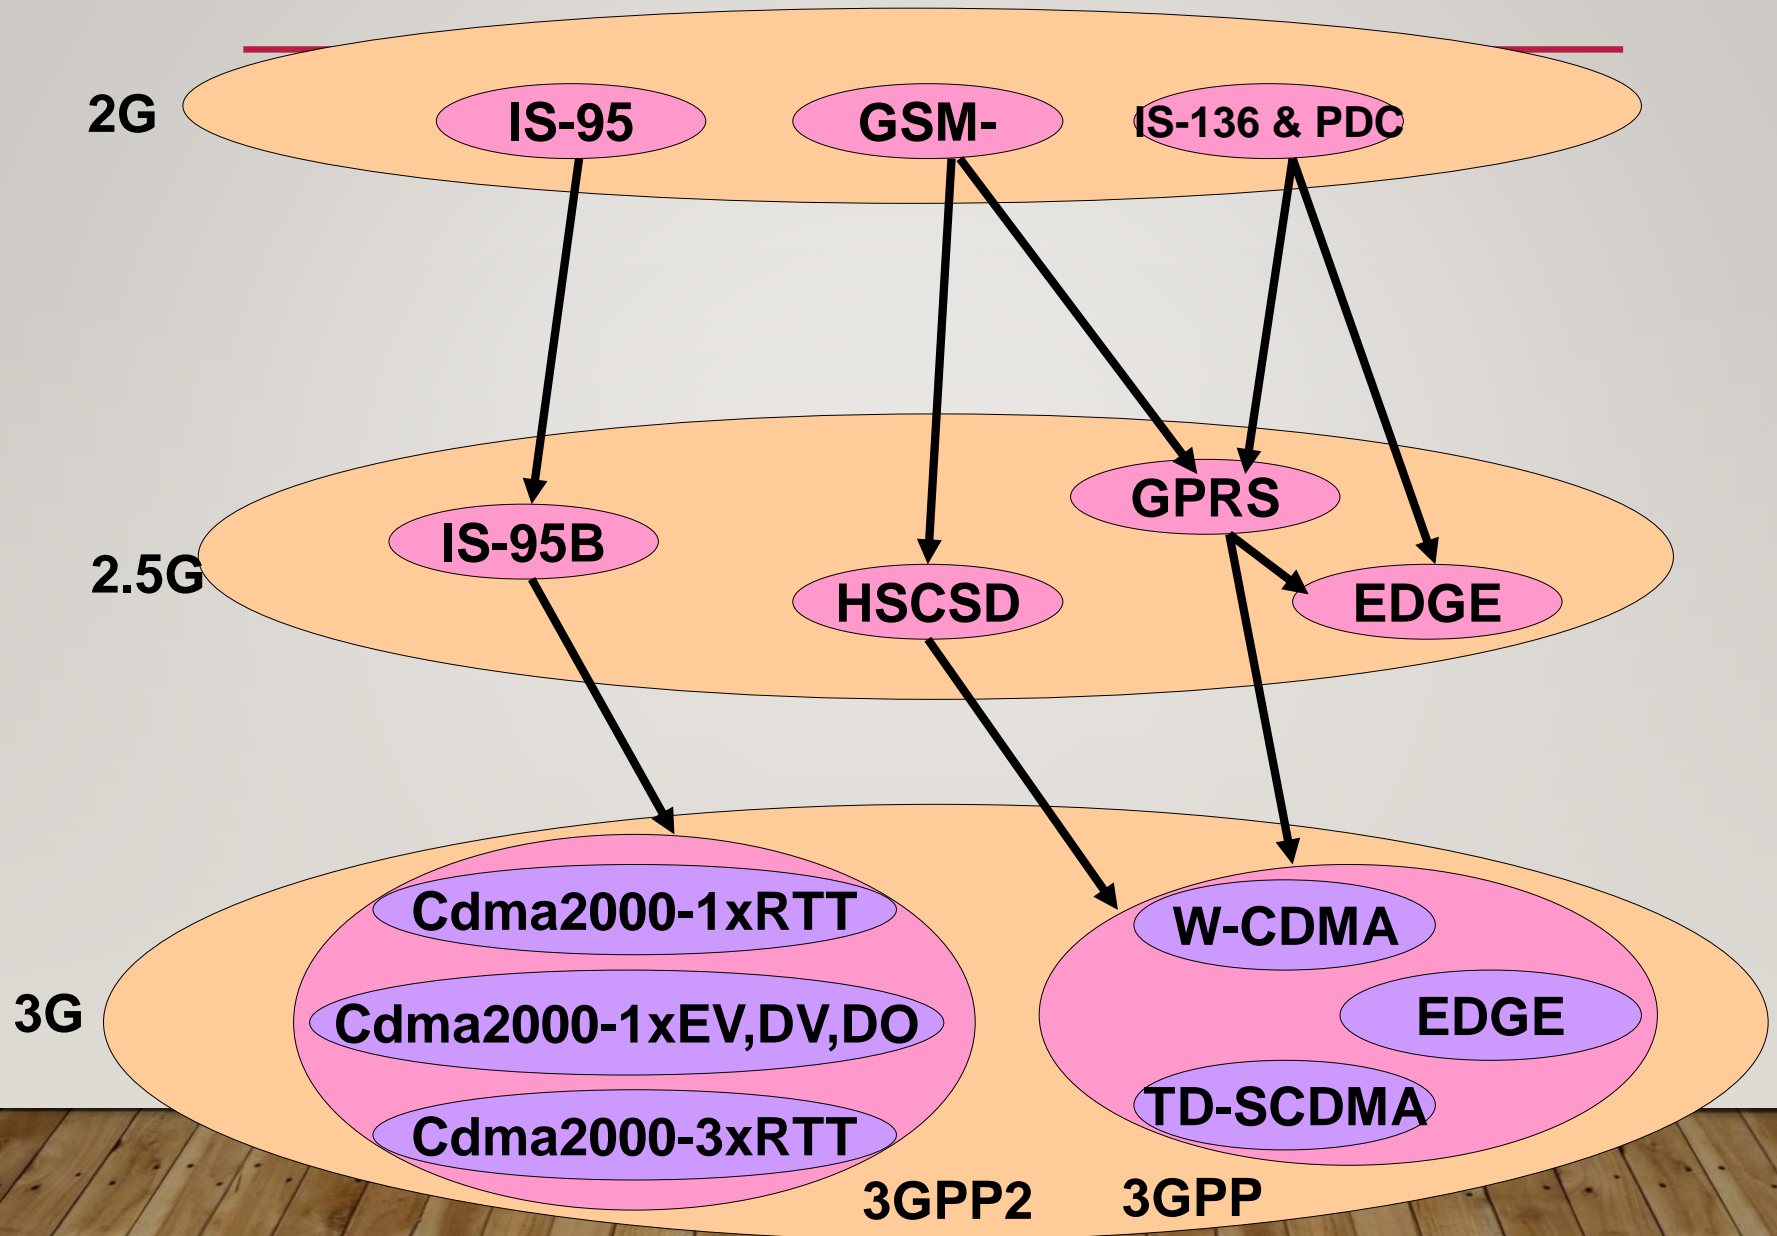 2G
IS-95
GSM-
IS-136 & PDC
2.5G
IS-95B
GPRS
HSCSD
EDGE
3G
Cdma2000-1xRTT
Cdma2000-1xEV,DV,DO
Cdma2000-3xRTT
W-CDMA
EDGE
TD-SCDMA
3GPP2
3GPP